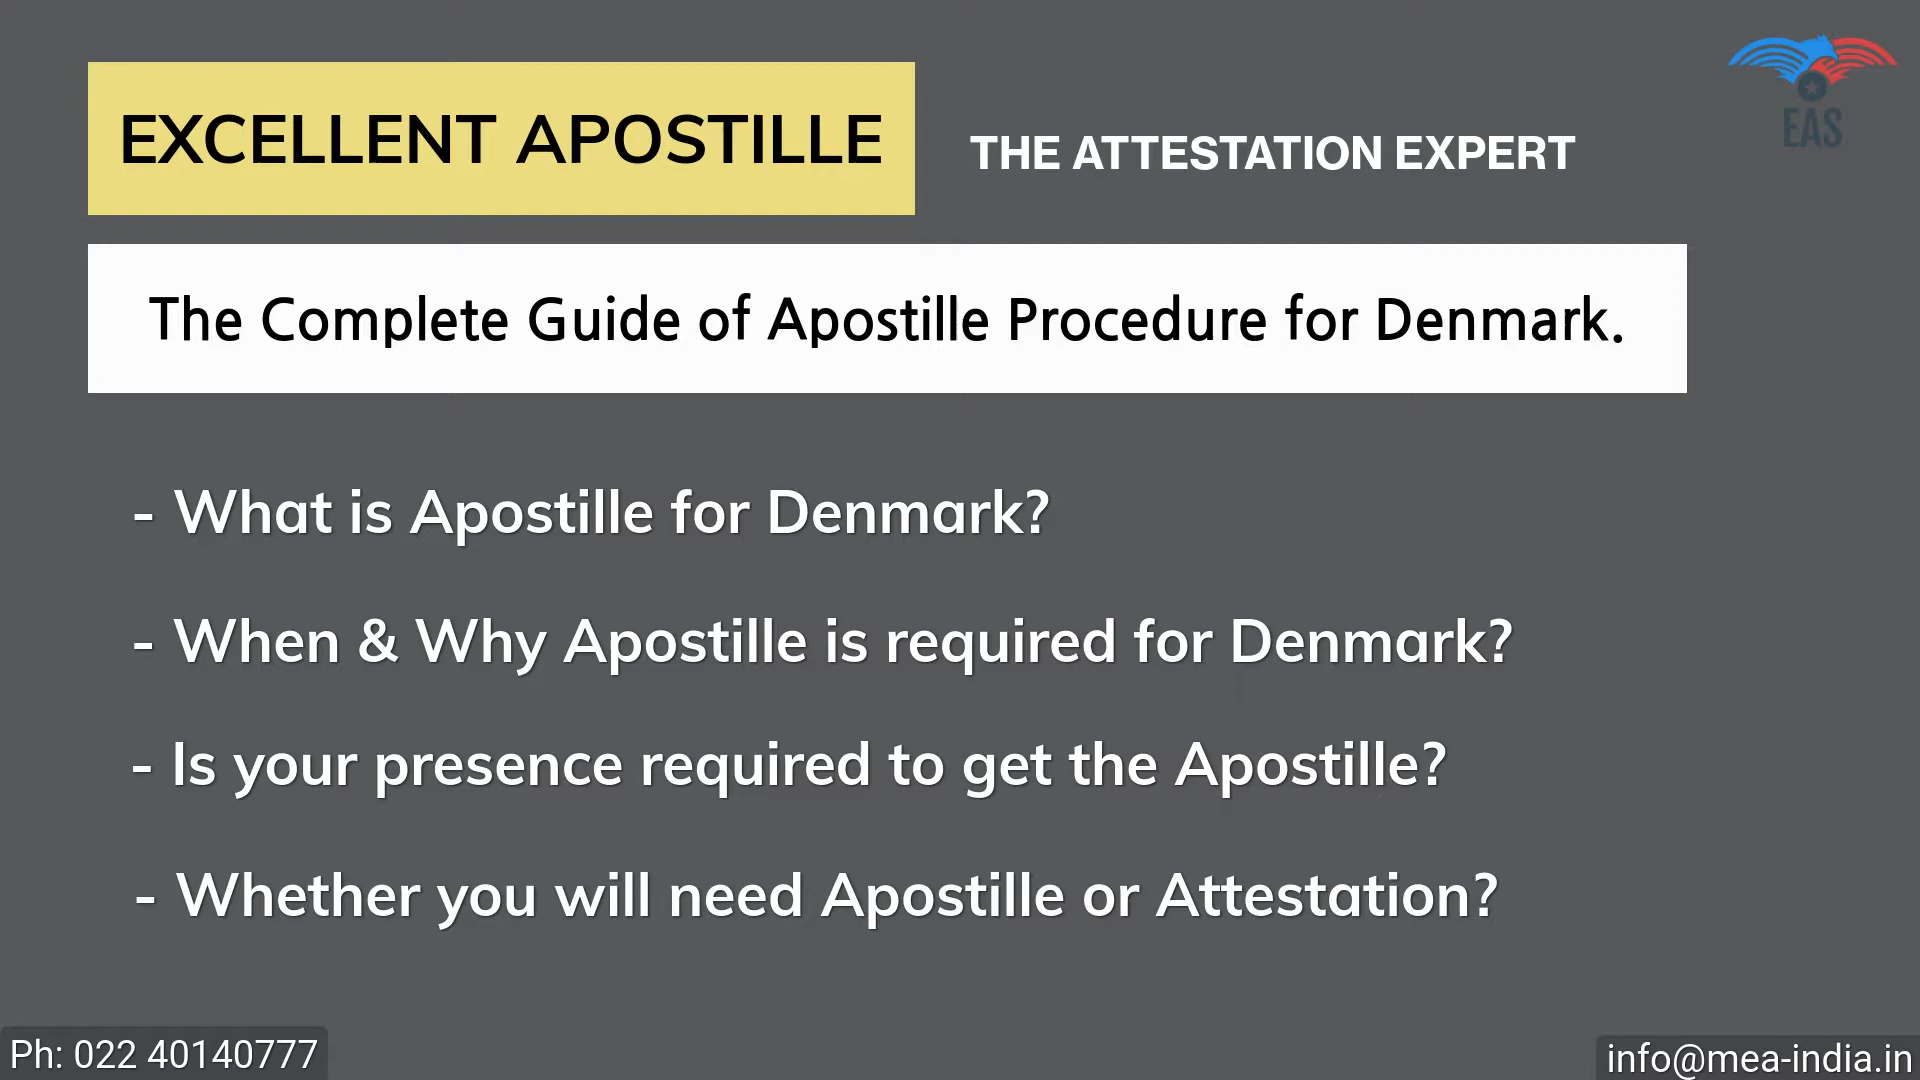 EXCELLENT APOSTILLE
THE ATTESTATION EXPERT
EAS
The Complete Guide of Apostille Procedure for Denmark.
- What is Apostille for Denmark?
- When & Why Apostille is required for Denmark?
- Is your presence required to get the Apostille?
- Whether you will need Apostille or Attestation?
Ph: 022 40140777
info@mea-india.in